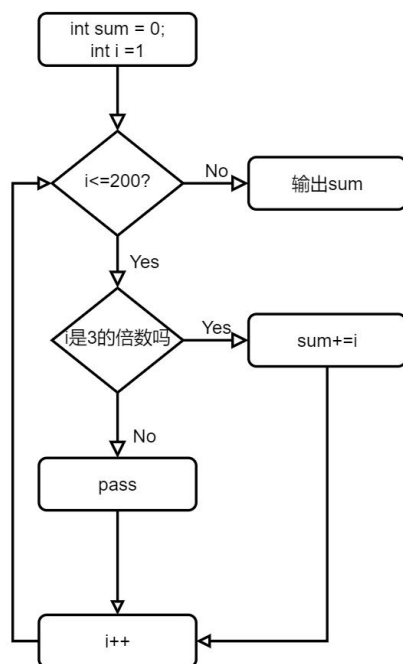 int sum = 0;
int i =1
i<=200?
No
输出sum
Yes
i是3的倍数吗
Yes
sum+=i
No
pass
i++